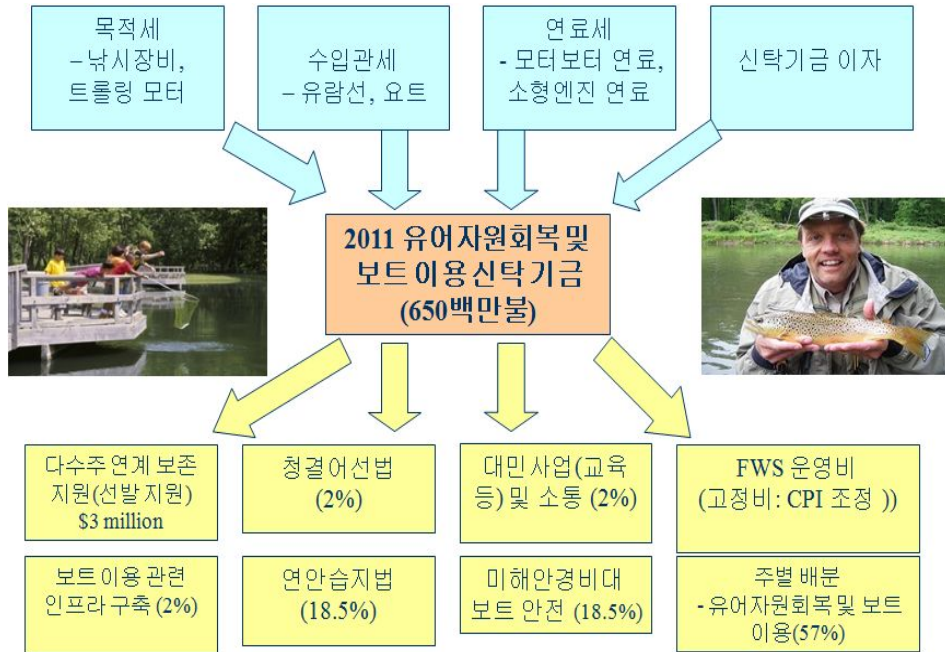 목적세
– 낚시장비,
트롤링 모터
수입관세
– 유람선, 요트
연료세
- 모터보터 연료,
소형엔진 연료
신탁기금 이자
2011 유어자원회복 및
보트 이용신탁 기금
(650백만불)
다수주 연계 보존
지원(선발 지원)
$3 million
청결어선법
(2%)
대민사업(교육
등) 및 소통 (2%)
FWS 운영비
(고정비: CPI 조정 ))
보트 이용 관련
인프라 구축 (2%)
연안습지법
(18.5%)
미해안경비대
보트 안전 (18.5%)
주별 배분
- 유어자원회복 및 보트
이용(57%)